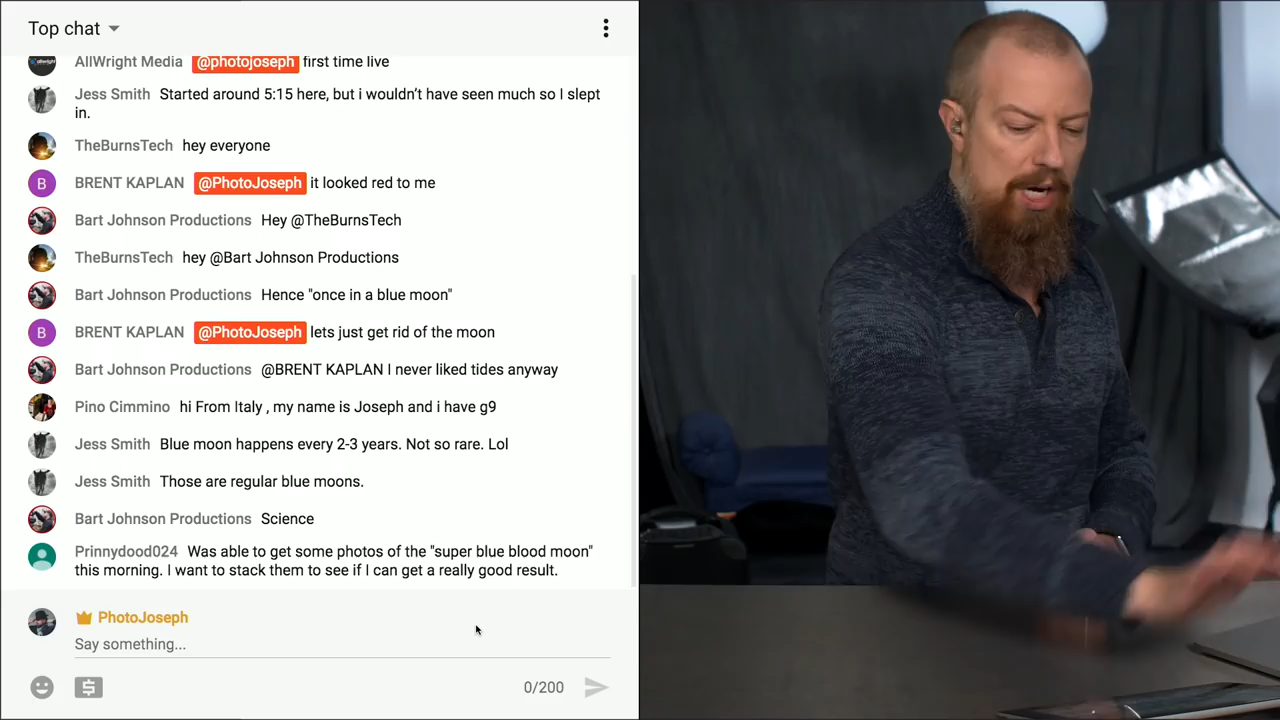 Top chat
AllWright Media @photojoseph first time live
Jess Smith Started around 5:15 here, but i wouldn't have seen much so I slept
in.
TheBurnsTech hey everyone
B BRENT KAPLAN @PhotoJoseph it looked red to me
Bart Johnson Productions Hey @TheBurnsTech
TheBurnsTech hey @Bart Johnson Productions
Bart Johnson Productions Hence "once in a blue moon"
B BRENT KAPLAN @PhotoJoseph lets just get rid of the moon
Bart Johnson Productions @BRENT KAPLAN I never liked tides anyway
Pino Cimmino hi From Italy , my name is Joseph and i have g9
Jess Smith Blue moon happens every 2-3 years. Not so rare. Lol
Jess Smith Those are regular blue moons.
Bart Johnson Productions Science
Prinnydood024 Was able to get some photos of the "super blue blood moon"
this morning. I want to stack them to see if I can get a really good result.
PhotoJoseph
Say something...
$ 0/200